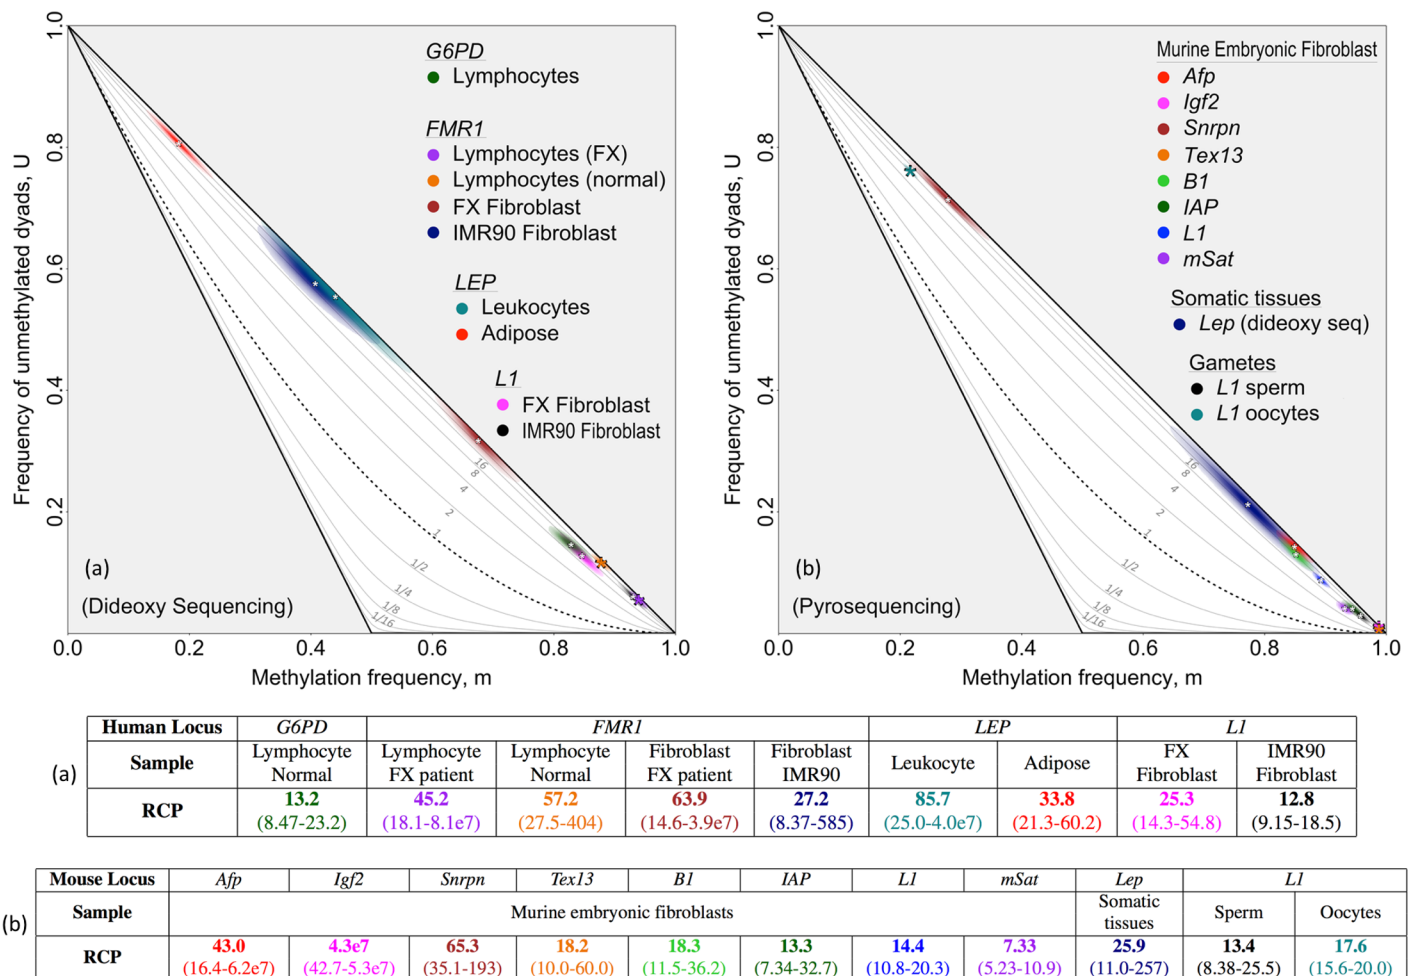 1.0
0.8
0.6
0.4
0.2
Frequency of unmethylated dyads, U
G6PD
Lymphocytes
FMR1
Lymphocytes (FX)
Lymphocytes (normal)
FX Fibroblast
IMR90 Fibroblast
LEP
Leukocytes
Adipose
L1
FX Fibroblast
IMR90 Fibroblast
16
8
4
2
1
1/2
1/4
1/8
1/16
(a)
(Dideoxy Sequencing)
0.0 0.2 0.4 0.6 0.8 1.0
Methylation frequency, m
1.0
0.8
0.6
0.4
0.2
Frequency of unmethylated dyads, U
Murine Embryonic Fibroblast
Afp
Igf2
Snrpn
Tex13
B1
IAP
L1
mSat
Somatic tissues
Lep (dideoxy seq)
Gametes
L1 sperm
L1 oocytes
16
8
4
2
1
1/2
1/4
1/8
1/16
(b)
(Pyrosequencing)
0.0 0.2 0.4 0.6 0.8 1.0
Methylation frequency, m
(a)
Human Locus G6PD FMR1 LEP L1
Sample Lymphocyte Normal Lymphocyte FX patient Lymphocyte Normal Fibroblast FX patient Fibroblast IMR90 Leukocyte Adipose FX Fibroblast IMR90 Fibroblast
RCP 13.2 45.2 57.2 63.9 27.2 85.7 33.8 25.3 12.8
(8.47-23.2) (18.1-8.1e7) (27.5-404) (14.6-3.9e7) (8.37-585) (25.0-4.0e7) (21.3-60.2) (14.3-54.8) (9.15-18.5)
(b)
Mouse Locus Afp Igf2 Snrpn Tex13 B1 IAP L1 mSat Lep L1
Sample Murine embryonic fibroblasts Somatic tissues Sperm Oocytes
RCP 43.0 4.3e7 65.3 18.2 18.3 13.3 14.4 7.33 25.9 13.4 17.6
(16.4-6.2e7) (42.7-5.3e7) (35.1-193) (10.0-60.0) (11.5-36.2) (7.34-32.7) (10.8-20.3) (5.23-10.9) (11.0-257) (8.38-25.5) (15.6-20.0)